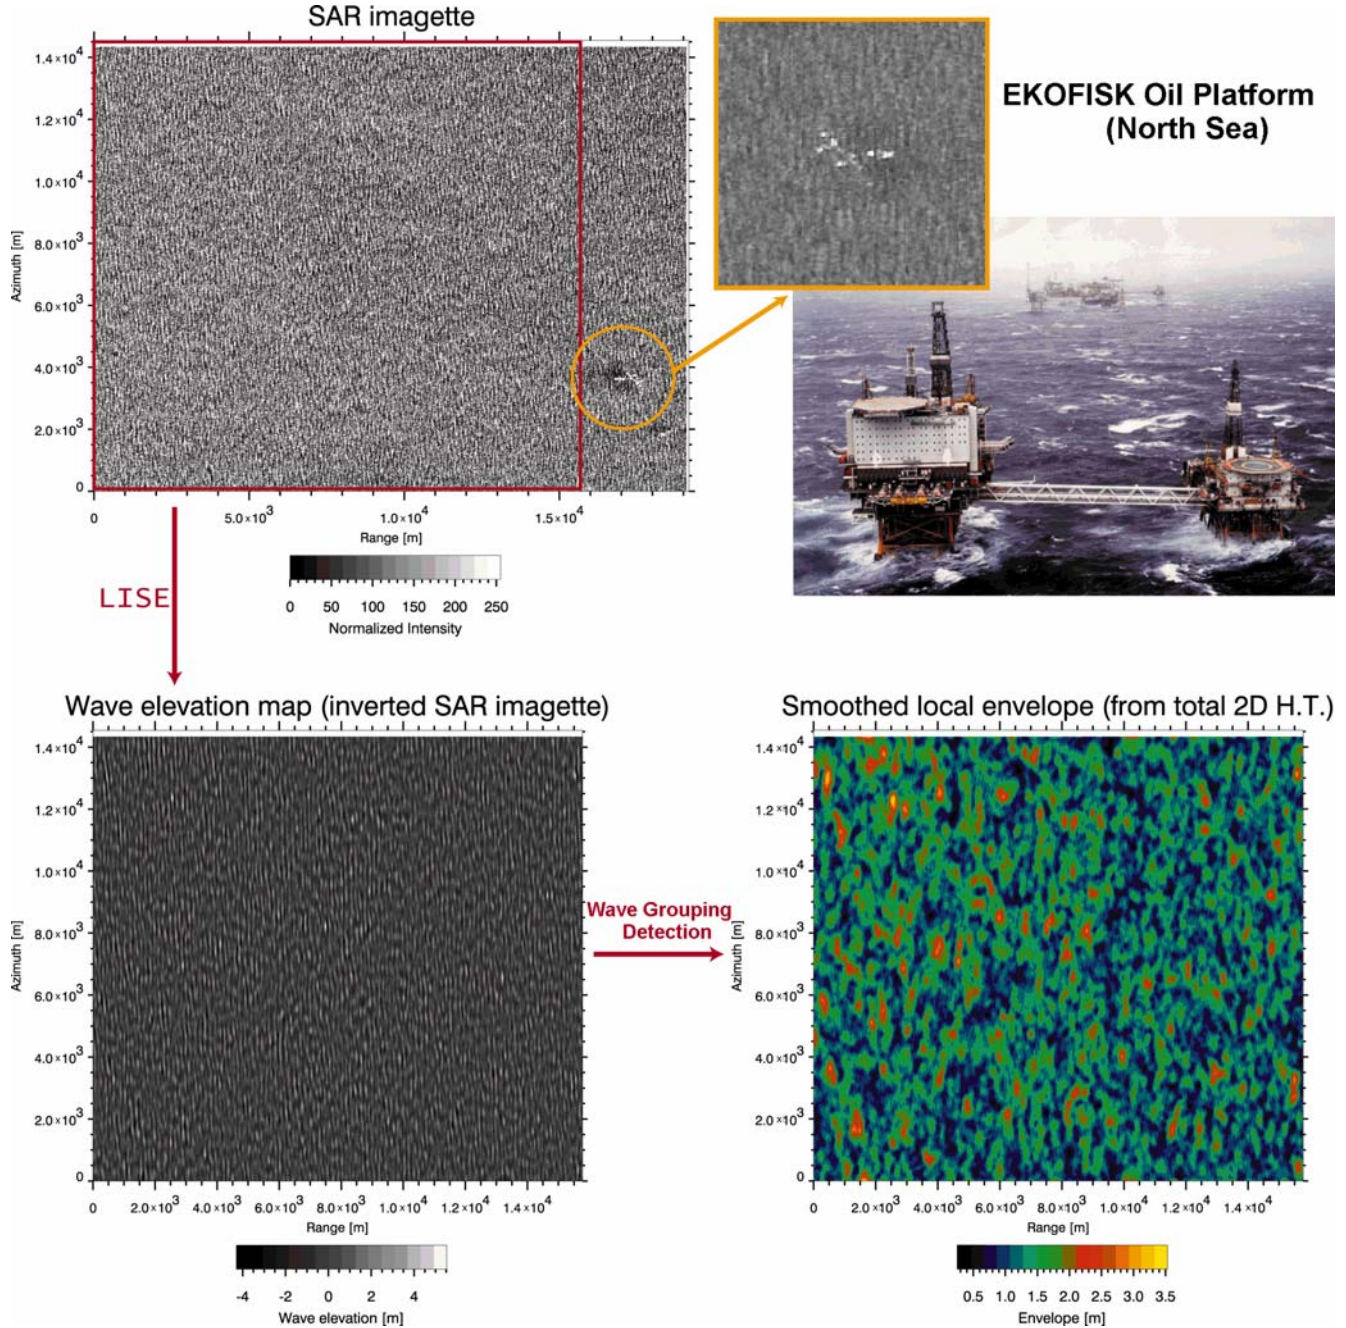 SAR imagette
1.4×10⁴
1.2×10⁴
1.0×10⁴
8.0×10³
6.0×10³
4.0×10³
2.0×10³
0
Azimuth [m]
0 5.0×10³ 1.0×10⁴ 1.5×10⁴
Range [m]
0 50 100 150 200 250
Normalized Intensity
EKOFISK Oil Platform
(North Sea)
LISE
Wave elevation map (inverted SAR imagette)
1.4×10⁴
1.2×10⁴
1.0×10⁴
8.0×10³
6.0×10³
4.0×10³
2.0×10³
0
Azimuth [m]
0 2.0×10³ 4.0×10³ 6.0×10³ 8.0×10³ 1.0×10⁴ 1.2×10⁴ 1.4×10⁴
Range [m]
-4 -2 0 2 4
Wave elevation [m]
Wave Grouping
Detection
Smoothed local envelope (from total 2D H.T.)
1.4×10⁴
1.2×10⁴
1.0×10⁴
8.0×10³
6.0×10³
4.0×10³
2.0×10³
0
Azimuth [m]
0 2.0×10³ 4.0×10³ 6.0×10³ 8.0×10³ 1.0×10⁴ 1.2×10⁴ 1.4×10⁴
Range [m]
0.5 1.0 1.5 2.0 2.5 3.0 3.5
Envelope [m]